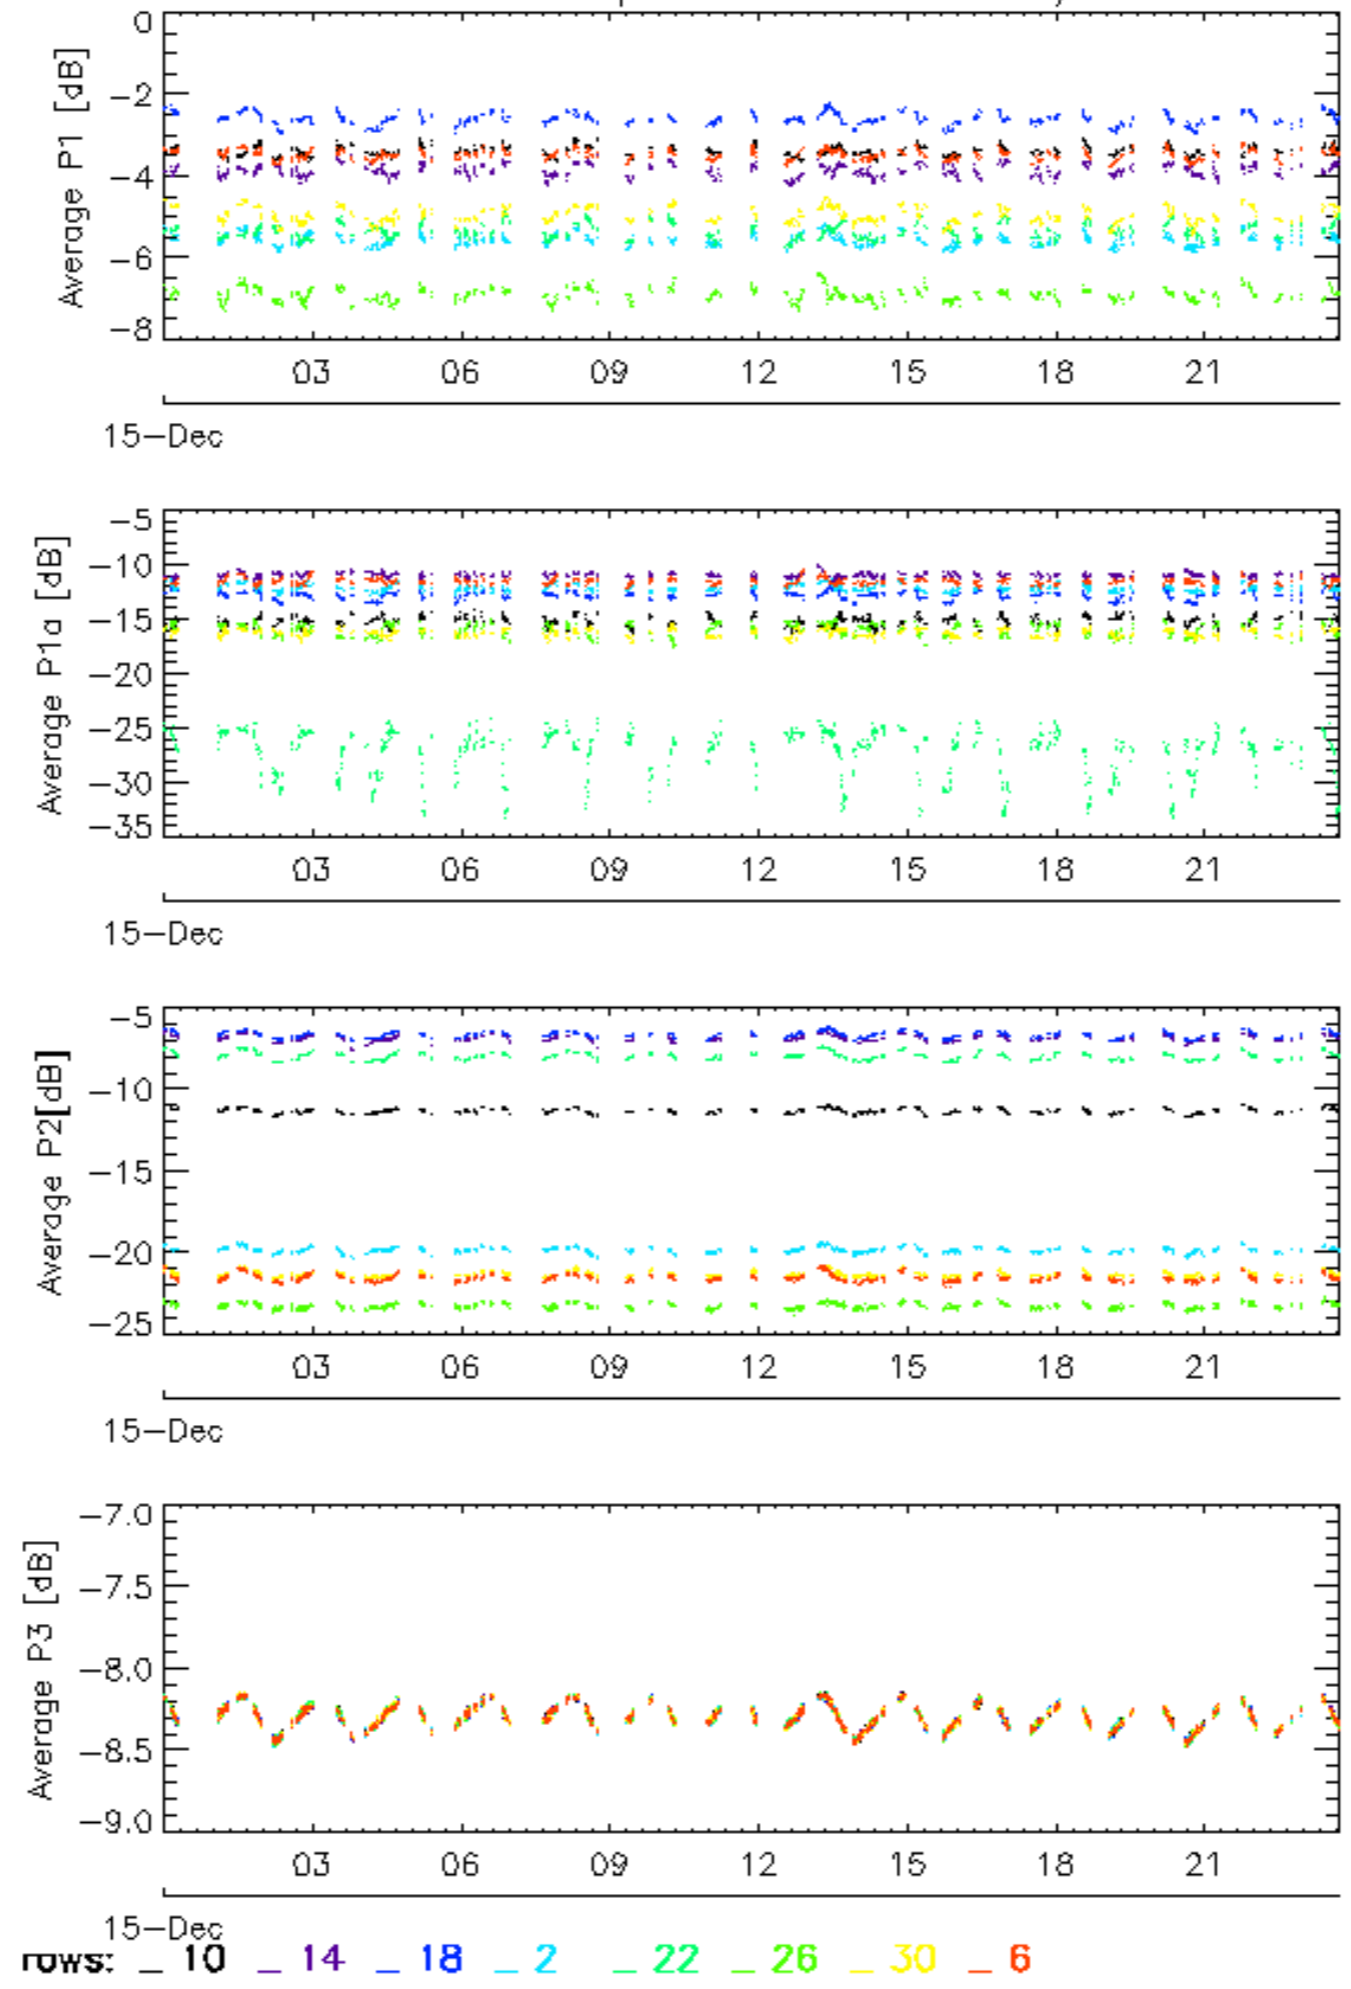 0
Average P1 [dB]
−2
−4
−6
−8
03 06 09 12 15 18 21
15−Dec
−5
Average P1a [dB]
−10
−15
−20
−25
−30
−35
03 06 09 12 15 18 21
15−Dec
−5
Average P2[dB]
−10
−15
−20
−25
03 06 09 12 15 18 21
15−Dec
−7.0
Average P3 [dB]
−7.5
−8.0
−8.5
−9.0
03 06 09 12 15 18 21
15−Dec
rows: _ 10 _ 14 _ 18 _ 2 _ 22 _ 26 _ 30 _ 6